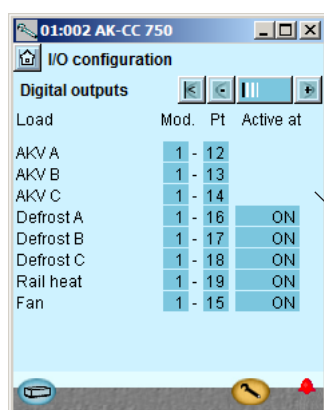 01:002 AK-CC 750
I/O configuration
Digital outputs
Load Mod. Pt Active at
AKV A 1 - 12
AKV B 1 - 13
AKV C 1 - 14
Defrost A 1 - 16 ON
Defrost B 1 - 17 ON
Defrost C 1 - 18 ON
Rail heat 1 - 19 ON
Fan 1 - 15 ON